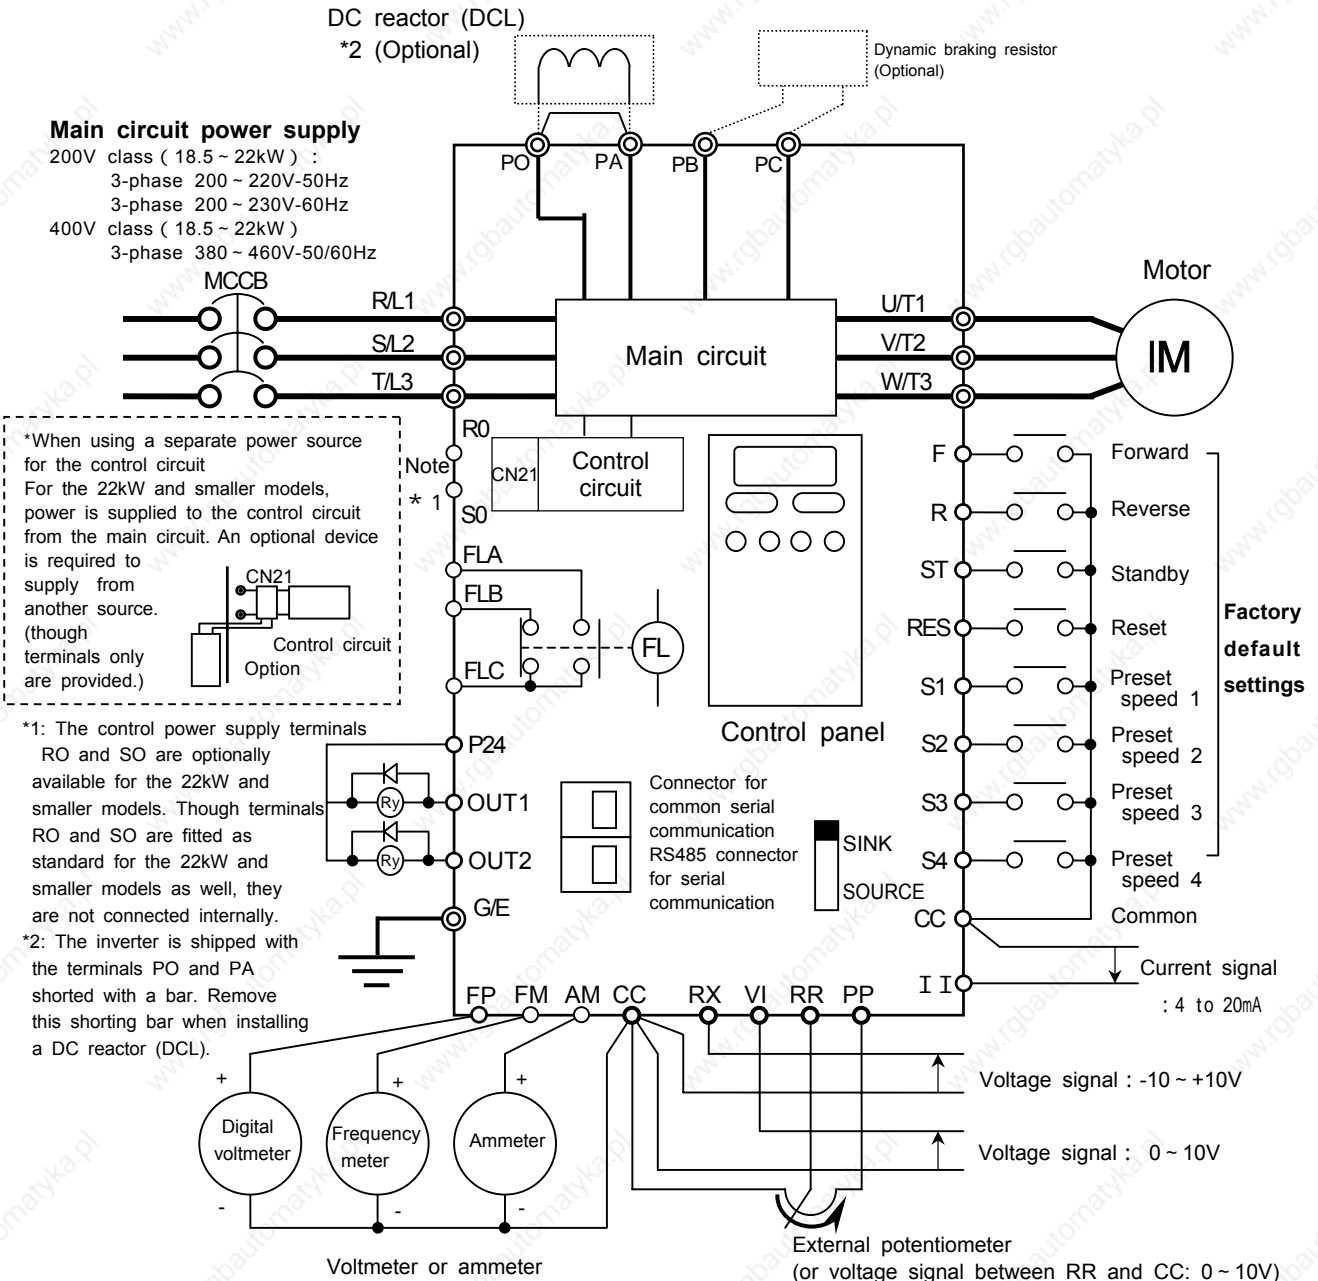 DC reactor (DCL)
*2 (Optional)
Dynamic braking resistor
(Optional)
Main circuit power supply
200V class ( 18.5 ~ 22kW ) :
3-phase 200 ~ 220V-50Hz
3-phase 200 ~ 230V-60Hz
400V class ( 18.5 ~ 22kW )
3-phase 380 ~ 460V-50/60Hz
PO PA PB PC
MCCB
R/L1
S/L2
T/L3
Main circuit
U/T1
V/T2
W/T3
Motor
IM
*When using a separate power source
for the control circuit
For the 22kW and smaller models,
power is supplied to the control circuit
from the main circuit. An optional device
is required to
supply from
another source.
(though
terminals only
are provided.)
CN21
Control circuit
Option
Note
* 1
R0
S0
CN21
Control
circuit
FLA
FLB
FLC
FL
Control panel
F
R
ST
RES
S1
S2
S3
S4
CC
I I
Forward
Reverse
Standby
Reset
Preset
speed 1
Preset
speed 2
Preset
speed 3
Preset
speed 4
Common
Factory
default
settings
*1: The control power supply terminals
RO and SO are optionally
available for the 22kW and
smaller models. Though terminals
RO and SO are fitted as
standard for the 22kW and
smaller models as well, they
are not connected internally.
*2: The inverter is shipped with
the terminals PO and PA
shorted with a bar. Remove
this shorting bar when installing
a DC reactor (DCL).
P24
OUT1
OUT2
Ry
Ry
G/E
Connector for
common serial
communication
RS485 connector
for serial
communication
SINK
SOURCE
Current signal
: 4 to 20mA
FP FM AM CC RX VI RR PP
Voltage signal : -10 ~ +10V
Voltage signal : 0 ~ 10V
+
+
+
Digital
voltmeter
Frequency
meter
Ammeter
-
-
-
Voltmeter or ammeter
External potentiometer
(or voltage signal between RR and CC: 0 ~ 10V)
www.rgbautomatyka.pl